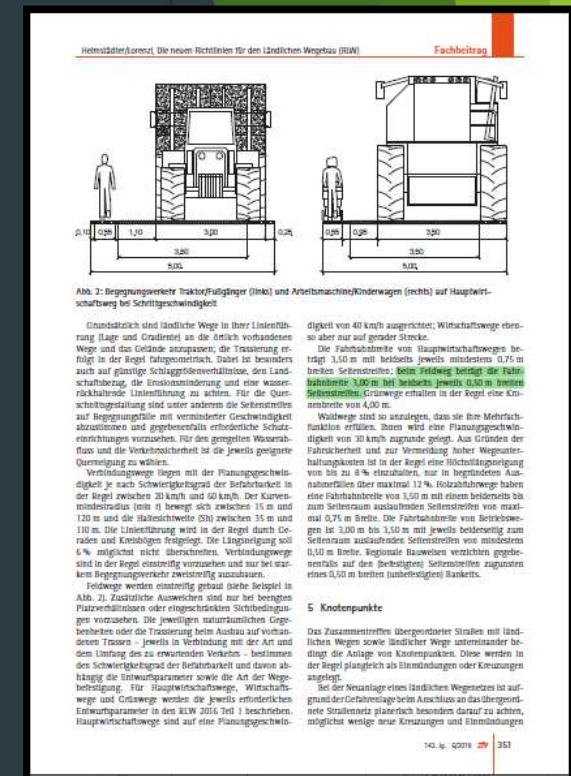 Helmstädter/Lorenzi, Die neuen Richtlinien für den Ländlichen Wegebau (RLW)
Fachbeitrag
0,10 0,55 1,10 3,00 0,25
3,50
5,00
0,55 0,95 3,50
3,50
5,00
Abb. 2: Begegnungsverkehr Traktor/Fußgänger (links) und Arbeitsmaschine/Kinderwagen (rechts) auf Hauptwirt-
schaftsweg bei Schrittgeschwindigkeit
Grundsätzlich sind ländliche Wege in ihrer Linienfüh-
rung (Lage und Gradiente) an die örtlich vorhandenen
Wege und das Gelände anzupassen; die Trassierung er-
folgt in der Regel fahrgeometrisch. Dabei ist besonders
auch auf günstige Schlaggrößenverhältnisse, den Land-
schaftsbezug, die Erosionsminderung und eine wasser-
rückhaltende Linienführung zu achten. Für die Quer-
schnittsgestaltung sind unter anderem die Seitenstreifen
auf Begegnungsfälle mit verminderter Geschwindigkeit
abzustimmen und gegebenenfalls erforderliche Schutz-
einrichtungen vorzusehen. Für den geregelten Wasserab-
fluss und die Verkehrssicherheit ist die jeweils geeignete
Querneigung zu wählen.
Verbindungswege liegen mit der Planungsgeschwin-
digkeit je nach Schwierigkeitsgrad der Befahrbarkeit in
der Regel zwischen 20 km/h und 60 km/h. Der Kurven-
mindestradius (min r) bewegt sich zwischen 15 m und
120 m und die Haltesichtweite (Sh) zwischen 35 m und
110 m. Die Linienführung wird in der Regel durch Ge-
raden und Kreisbögen festgelegt. Die Längsneigung soll
6 % möglichst nicht überschreiten. Verbindungswege
sind in der Regel einstreifig vorzusehen und nur bei star-
kem Begegnungsverkehr zweistreifig auszubauen.
Feldwege werden einstreifig gebaut (siehe Beispiel in
Abb. 2). Zusätzliche Ausweichen sind nur bei beengten
Platzverhältnissen oder eingeschränkten Sichtbedingun-
gen vorzusehen. Die jeweiligen naturräumlichen Gege-
benheiten oder die Trassierung beim Ausbau auf vorhan-
denen Trassen – jeweils in Verbindung mit der Art und
dem Umfang des zu erwartenden Verkehrs – bestimmen
den Schwierigkeitsgrad der Befahrbarkeit und davon ab-
hängig die Entwurfsparameter sowie die Art der Wege-
befestigung. Für Hauptwirtschaftswege, Wirtschafts-
wege und Grünwege werden die jeweils erforderlichen
Entwurfsparameter in den RLW 2016 Teil 1 beschrieben.
Hauptwirtschaftswege sind auf eine Planungsgeschwin-
digkeit von 40 km/h ausgerichtet; Wirtschaftswege eben-
so aber nur auf gerader Strecke.
Die Fahrbahnbreite von Hauptwirtschaftswegen be-
trägt 3,50 m mit beidseits jeweils mindestens 0,75 m
breiten Seitenstreifen; beim Feldweg beträgt die Fahr-
bahnbreite 3,00 m bei beidseits jeweils 0,50 m breiten
Seitenstreifen. Grünwege erhalten in der Regel eine Kro-
nenbreite von 4,00 m.
Waldwege sind so anzulegen, dass sie ihre Mehrfach-
funktion erfüllen. Ihnen wird eine Planungsgeschwin-
digkeit von 30 km/h zugrunde gelegt. Aus Gründen der
Fahrsicherheit und zur Vermeidung hoher Wegeunter-
haltungskosten ist in der Regel eine Höchstlängsneigung
von bis zu 8 % einzuhalten, nur in begründeten Aus-
nahmefällen über maximal 12 %. Holzabfuhrwege haben
eine Fahrbahnbreite von 3,50 m mit einem beiderseits bis
zum Seitenraum auslaufenden Seitenstreifen von maxi-
mal 0,75 m Breite. Die Fahrbahnbreite von Betriebswe-
gen ist 3,00 m bis 3,50 m mit jeweils beiderseitig zum
Seitenraum auslaufenden Seitenstreifen von mindestens
0,50 m Breite. Regionale Bauweisen verzichten gegebe-
nenfalls auf den (befestigten) Seitenstreifen zugunsten
eines 0,50 m breiten (unbefestigten) Banketts.
5 Knotenpunkte
Das Zusammentreffen übergeordneter Straßen mit länd-
lichen Wegen sowie ländlicher Wege untereinander be-
dingt die Anlage von Knotenpunkten. Diese werden in
der Regel plangleich als Einmündungen oder Kreuzungen
angelegt.
Bei der Neuanlage eines ländlichen Wegenetzes ist auf-
grund der Gefahrenlage beim Anschluss an das übergeord-
nete Straßennetz planerisch besonders darauf zu achten,
möglichst wenige neue Kreuzungen und Einmündungen
143. Jg. 6/2018 zfv 351